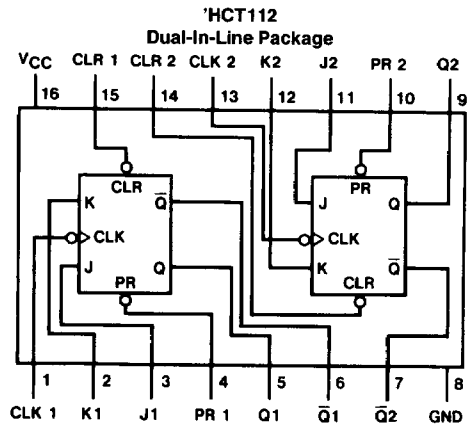 'HCT112
Dual-In-Line Package
VCC CLR 1 CLR 2 CLK 2 K2 J2 PR 2 Q2
16 15 14 13 12 11 10 9
CLR PR
K Q̅ J Q
CLK CLK
J Q K Q̅
PR CLR
1 2 3 4 5 6 7 8
CLK 1 K1 J1 PR 1 Q1 Q̅1 Q̅2 GND